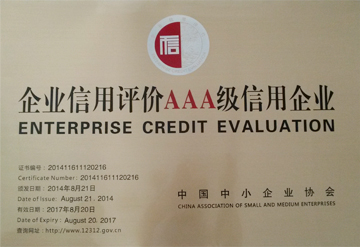 信
企业信用评价AAA级信用企业
ENTERPRISE CREDIT EVALUATION
证书编号：201411611120216
Certificate Number：201411611120216
颁发日期：2014年8月21日
Date of Issue：August 21. 2014
有效日期：2017年8月20日
Date of Expiry：August 20. 2017
查询网址：http://www.12312.gov.cn
中国中小企业协会
CHINA ASSOCIATION OF SMALL AND MEDIUM ENTERPRISES